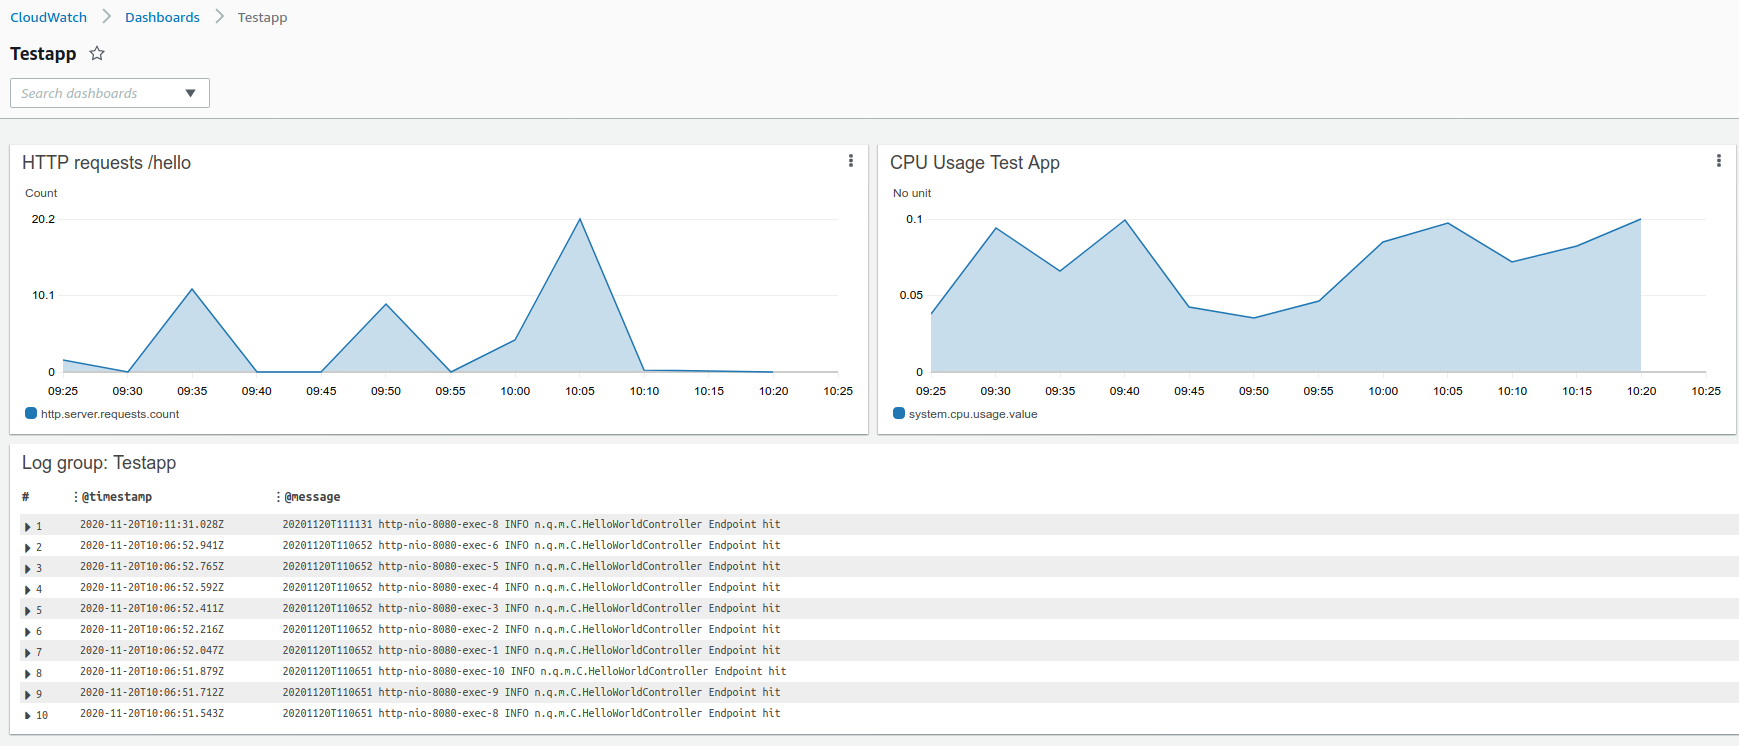 CloudWatch > Dashboards > Testapp
Testapp
Search dashboards
HTTP requests /hello
Count
20.2
10.1
0
09:25 09:30 09:35 09:40 09:45 09:50 09:55 10:00 10:05 10:10 10:15 10:20 10:25
http.server.requests.count
CPU Usage Test App
No unit
0.1
0.05
0
09:25 09:30 09:35 09:40 09:45 09:50 09:55 10:00 10:05 10:10 10:15 10:20 10:25
system.cpu.usage.value
Log group: Testapp
# @timestamp @message
1 2020-11-20T10:11:31.028Z 20201120T111131 http-nio-8080-exec-8 INFO n.q.m.C.HelloWorldController Endpoint hit
2 2020-11-20T10:06:52.941Z 20201120T110652 http-nio-8080-exec-6 INFO n.q.m.C.HelloWorldController Endpoint hit
3 2020-11-20T10:06:52.765Z 20201120T110652 http-nio-8080-exec-5 INFO n.q.m.C.HelloWorldController Endpoint hit
4 2020-11-20T10:06:52.592Z 20201120T110652 http-nio-8080-exec-4 INFO n.q.m.C.HelloWorldController Endpoint hit
5 2020-11-20T10:06:52.411Z 20201120T110652 http-nio-8080-exec-3 INFO n.q.m.C.HelloWorldController Endpoint hit
6 2020-11-20T10:06:52.216Z 20201120T110652 http-nio-8080-exec-2 INFO n.q.m.C.HelloWorldController Endpoint hit
7 2020-11-20T10:06:52.047Z 20201120T110652 http-nio-8080-exec-1 INFO n.q.m.C.HelloWorldController Endpoint hit
8 2020-11-20T10:06:51.879Z 20201120T110651 http-nio-8080-exec-10 INFO n.q.m.C.HelloWorldController Endpoint hit
9 2020-11-20T10:06:51.712Z 20201120T110651 http-nio-8080-exec-9 INFO n.q.m.C.HelloWorldController Endpoint hit
10 2020-11-20T10:06:51.543Z 20201120T110651 http-nio-8080-exec-8 INFO n.q.m.C.HelloWorldController Endpoint hit